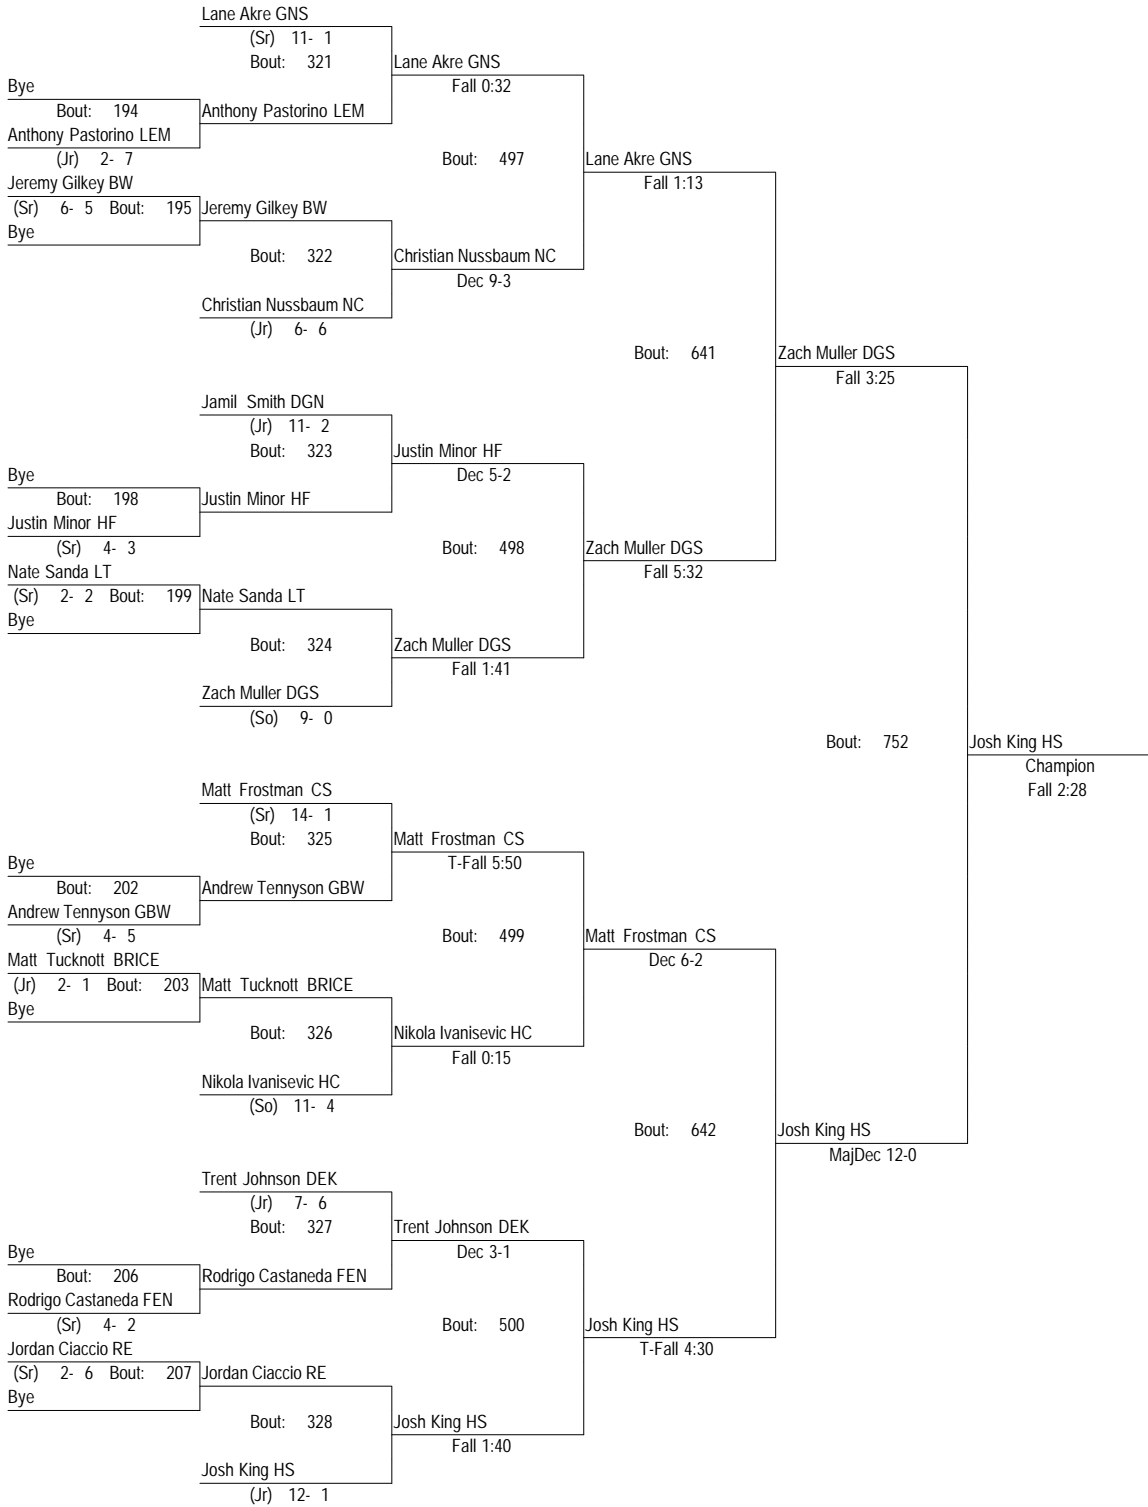 Lane Akre GNS
(Sr) 11- 1
Bout: 321
Lane Akre GNS
Fall 0:32
Bye
Bout: 194
Anthony Pastorino LEM
Anthony Pastorino LEM
(Jr) 2- 7
Bout: 497
Lane Akre GNS
Fall 1:13
Jeremy Gilkey BW
(Sr) 6- 5 Bout: 195
Jeremy Gilkey BW
Bye
Bout: 322
Christian Nussbaum NC
Dec 9-3
Christian Nussbaum NC
(Jr) 6- 6
Bout: 641
Zach Muller DGS
Fall 3:25
Jamil Smith DGN
(Jr) 11- 2
Bout: 323
Justin Minor HF
Dec 5-2
Bye
Bout: 198
Justin Minor HF
Justin Minor HF
(Sr) 4- 3
Bout: 498
Zach Muller DGS
Fall 5:32
Nate Sanda LT
(Sr) 2- 2 Bout: 199
Nate Sanda LT
Bye
Bout: 324
Zach Muller DGS
Fall 1:41
Zach Muller DGS
(So) 9- 0
Bout: 752
Josh King HS
Champion
Fall 2:28
Matt Frostman CS
(Sr) 14- 1
Bout: 325
Matt Frostman CS
T-Fall 5:50
Bye
Bout: 202
Andrew Tennyson GBW
Andrew Tennyson GBW
(Sr) 4- 5
Bout: 499
Matt Frostman CS
Dec 6-2
Matt Tucknott BRICE
(Jr) 2- 1 Bout: 203
Matt Tucknott BRICE
Bye
Bout: 326
Nikola Ivanisevic HC
Fall 0:15
Nikola Ivanisevic HC
(So) 11- 4
Bout: 642
Josh King HS
MajDec 12-0
Trent Johnson DEK
(Jr) 7- 6
Bout: 327
Trent Johnson DEK
Dec 3-1
Bye
Bout: 206
Rodrigo Castaneda FEN
Rodrigo Castaneda FEN
(Sr) 4- 2
Bout: 500
Josh King HS
T-Fall 4:30
Jordan Ciaccio RE
(Sr) 2- 6 Bout: 207
Jordan Ciaccio RE
Bye
Bout: 328
Josh King HS
Fall 1:40
Josh King HS
(Jr) 12- 1